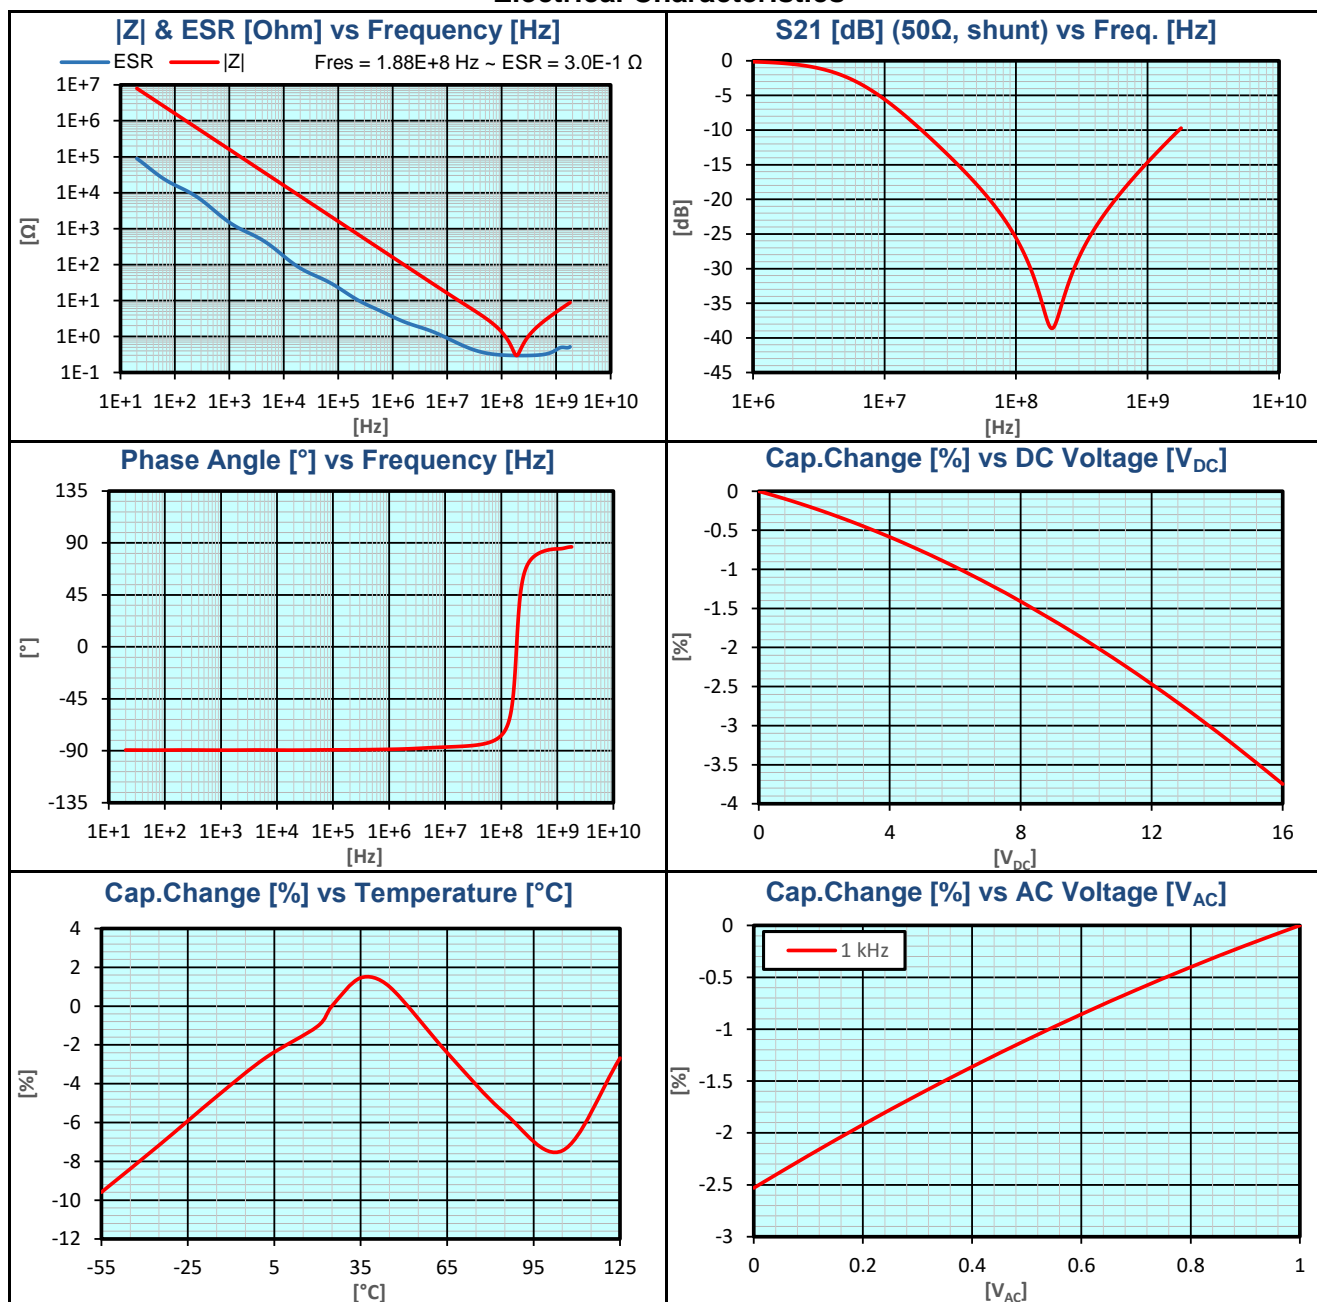 Electrical Characteristics
|Z| & ESR [Ohm] vs Frequency [Hz]
ESR |Z| Fres = 1.88E+8 Hz ~ ESR = 3.0E-1 Ω
1E+7
1E+6
1E+5
1E+4
1E+3
1E+2
1E+1
1E+0
1E-1
[Ω]
1E+1 1E+2 1E+3 1E+4 1E+5 1E+6 1E+7 1E+8 1E+9 1E+10
[Hz]
S21 [dB] (50Ω, shunt) vs Freq. [Hz]
0
-5
-10
-15
-20
-25
-30
-35
-40
-45
[dB]
1E+6 1E+7 1E+8 1E+9 1E+10
[Hz]
Phase Angle [°] vs Frequency [Hz]
135
90
45
0
-45
-90
-135
[°]
1E+1 1E+2 1E+3 1E+4 1E+5 1E+6 1E+7 1E+8 1E+9 1E+10
[Hz]
Cap.Change [%] vs DC Voltage [VDC]
0
-0.5
-1
-1.5
-2
-2.5
-3
-3.5
-4
[%]
0 4 8 12 16
[VDC]
Cap.Change [%] vs Temperature [°C]
4
2
0
-2
-4
-6
-8
-10
-12
[%]
-55 -25 5 35 65 95 125
[°C]
Cap.Change [%] vs AC Voltage [VAC]
1 kHz
0
-0.5
-1
-1.5
-2
-2.5
-3
[%]
0 0.2 0.4 0.6 0.8 1
[VAC]